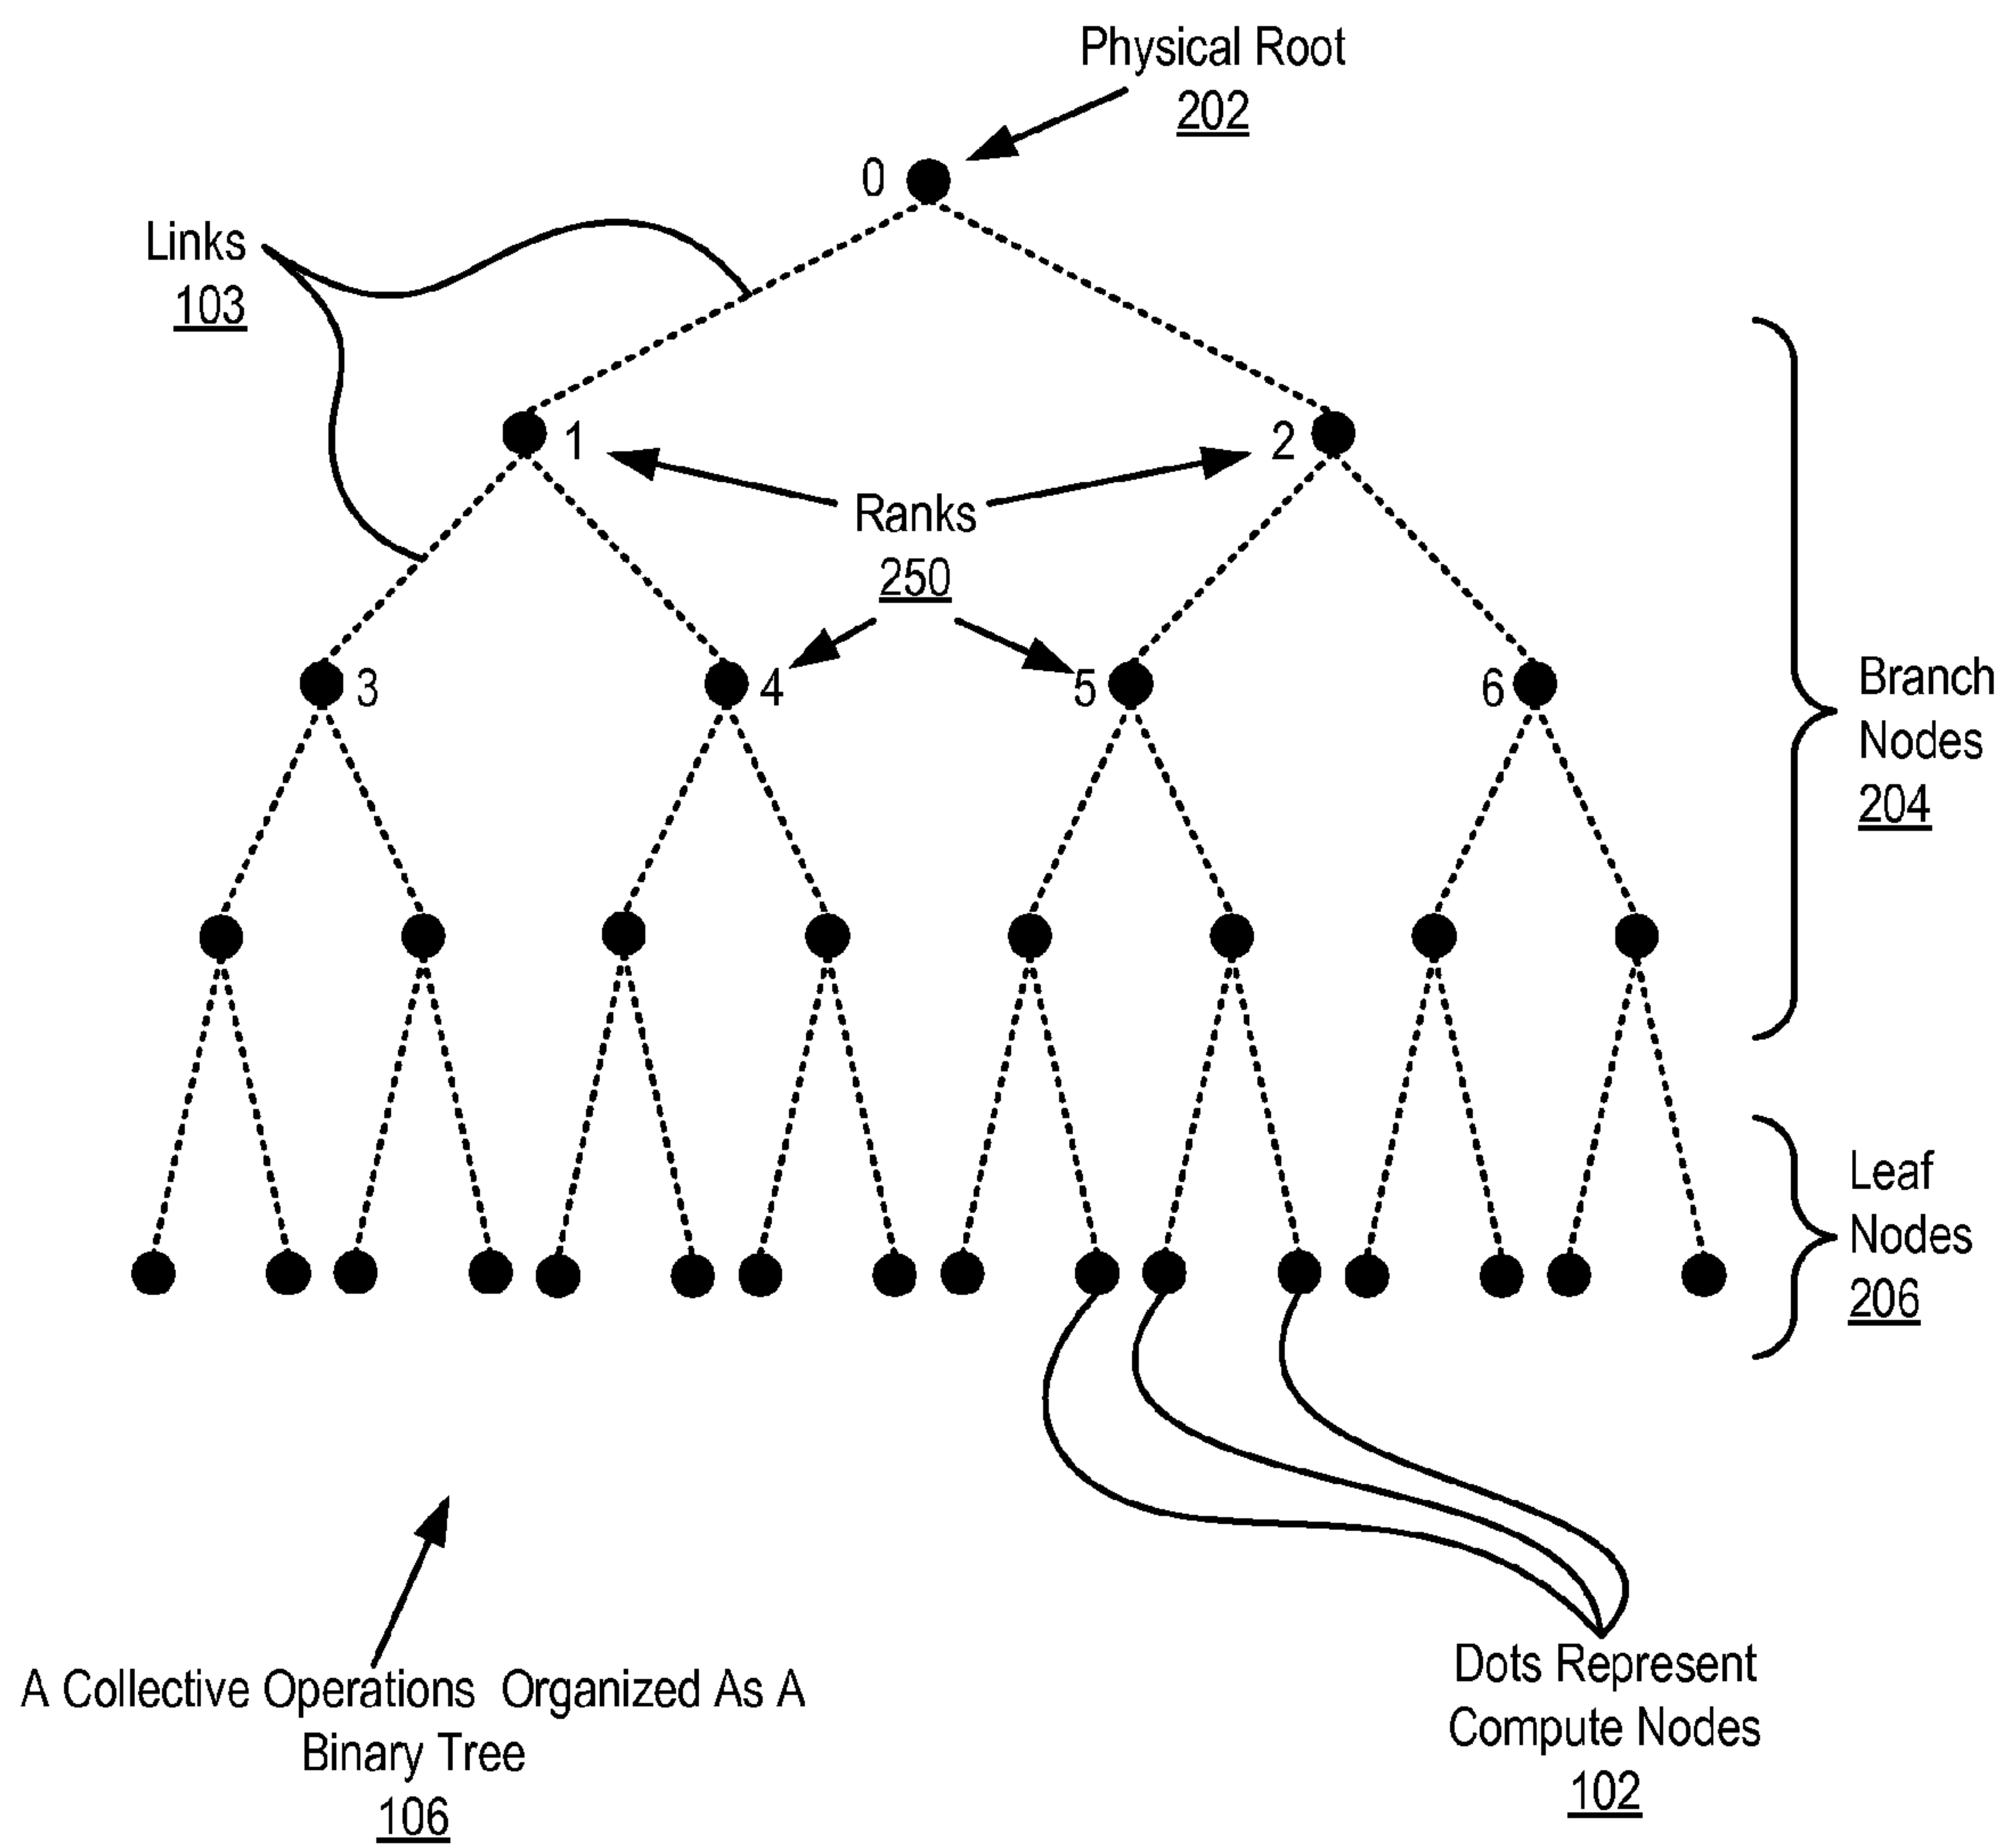 Physical Root
202
0
Links
103
1
2
Ranks
250
3
4
5
6
Branch
Nodes
204
Leaf
Nodes
206
A Collective Operations Organized As A
Binary Tree
106
Dots Represent
Compute Nodes
102